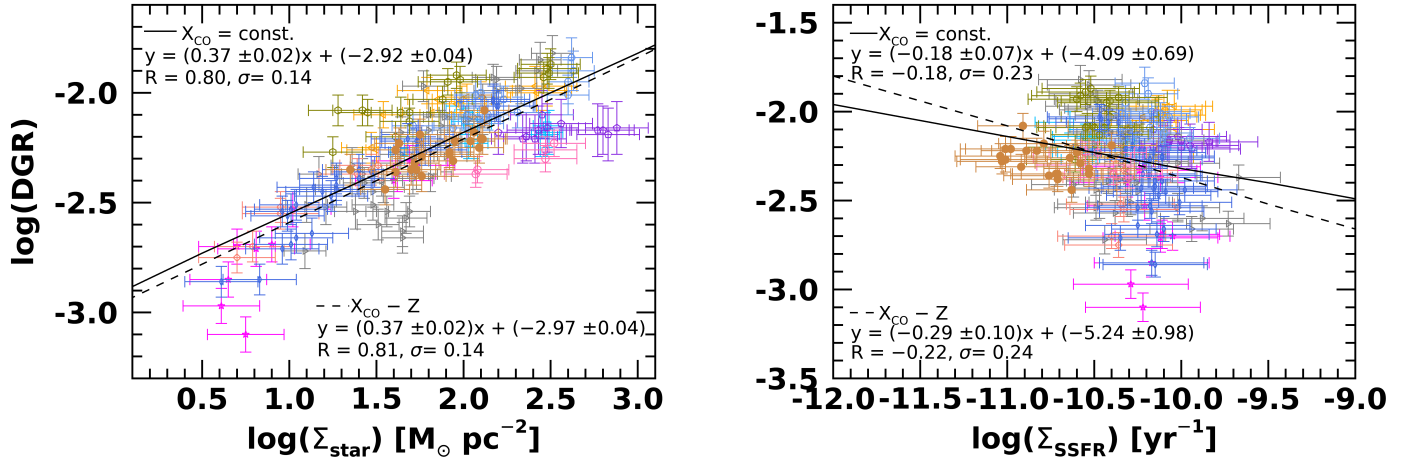 X_CO = const.
y = (0.37 ±0.02)x + (−2.92 ±0.04)
R = 0.80, σ= 0.14
-2.0
-2.5
-3.0
log(DGR)
X_CO − Z
y = (0.37 ±0.02)x + (−2.97 ±0.04)
R = 0.81, σ= 0.14
0.5 1.0 1.5 2.0 2.5 3.0
log(Σ_star) [M_⊙ pc^−2]
X_CO = const.
y = (−0.18 ±0.07)x + (−4.09 ±0.69)
R = −0.18, σ= 0.23
-1.5
-2.0
-2.5
-3.0
-3.5
X_CO − Z
y = (−0.29 ±0.10)x + (−5.24 ±0.98)
R = −0.22, σ= 0.24
-12.0 -11.5 -11.0 -10.5 -10.0 -9.5 -9.0
log(Σ_SSFR) [yr^−1]